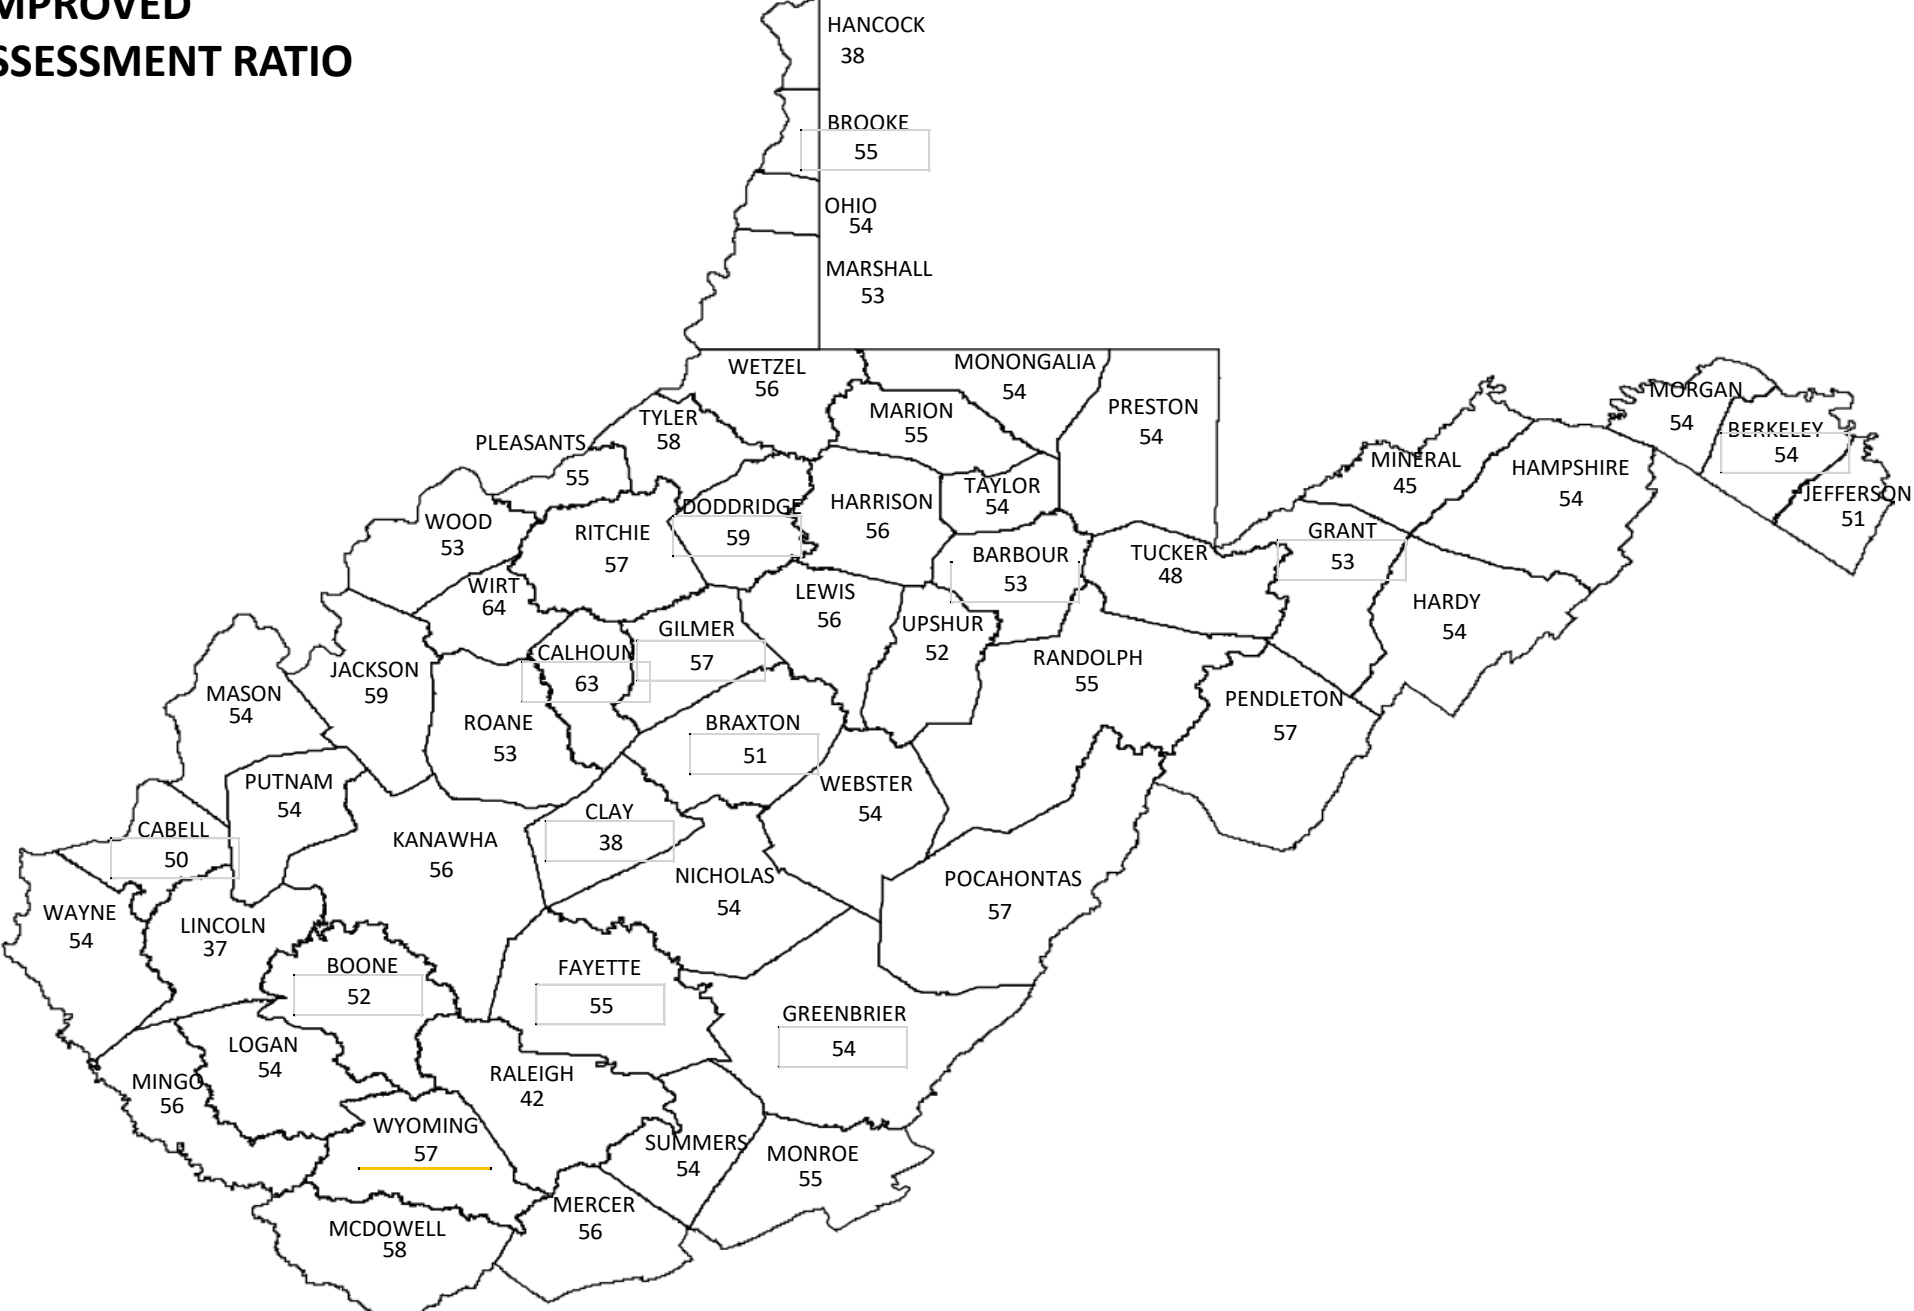 MPROVED
SSESSMENT RATIO
HANCOCK
38
BROOKE
55
OHIO
54
MARSHALL
53
WETZEL
56
MONONGALIA
54
MARION
55
PRESTON
54
TYLER
58
PLEASANTS
55
MORGAN
54
BERKELEY
54
JEFFERSON
51
MINERAL
45
HAMPSHIRE
54
WOOD
53
RITCHIE
57
DODDRIDGE
59
HARRISON
56
TAYLOR
54
GRANT
53
BARBOUR
53
TUCKER
48
WIRT
64
LEWIS
56
HARDY
54
UPSHUR
52
GILMER
57
CALHOUN
63
RANDOLPH
55
JACKSON
59
MASON
54
ROANE
53
BRAXTON
51
PENDLETON
57
PUTNAM
54
WEBSTER
54
CLAY
38
CABELL
50
KANAWHA
56
NICHOLAS
54
POCAHONTAS
57
WAYNE
54
LINCOLN
37
BOONE
52
FAYETTE
55
GREENBRIER
54
LOGAN
54
MINGO
56
RALEIGH
42
WYOMING
57
SUMMERS
54
MONROE
55
MERCER
56
MCDOWELL
58